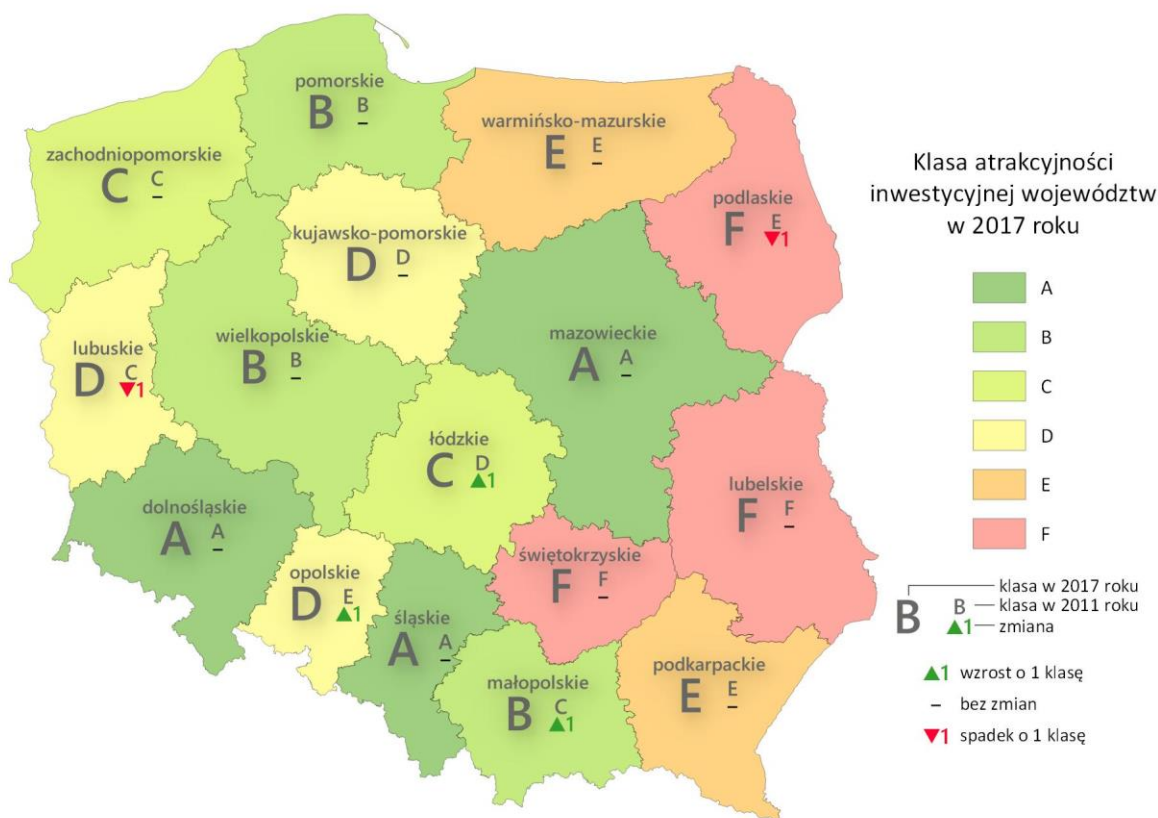 pomorskie
B B
–
warmińsko-mazurskie
E E
–
zachodniopomorskie
C C
–
podlaskie
F E
▼1
kujawsko-pomorskie
D D
–
wielkopolskie
B B
–
mazowieckie
A A
–
lubuskie
D C
▼1
łódzkie
C D
▲1
lubelskie
F F
–
dolnośląskie
A A
–
świętokrzyskie
F F
–
opolskie
D E
▲1
śląskie
A A
–
podkarpackie
E E
–
małopolskie
B C
▲1
Klasa atrakcyjności
inwestycyjnej województw
w 2017 roku
A
B
C
D
E
F
klasa w 2017 roku
B B
klasa w 2011 roku
▲1 zmiana
▲1 wzrost o 1 klasę
– bez zmian
▼1 spadek o 1 klasę